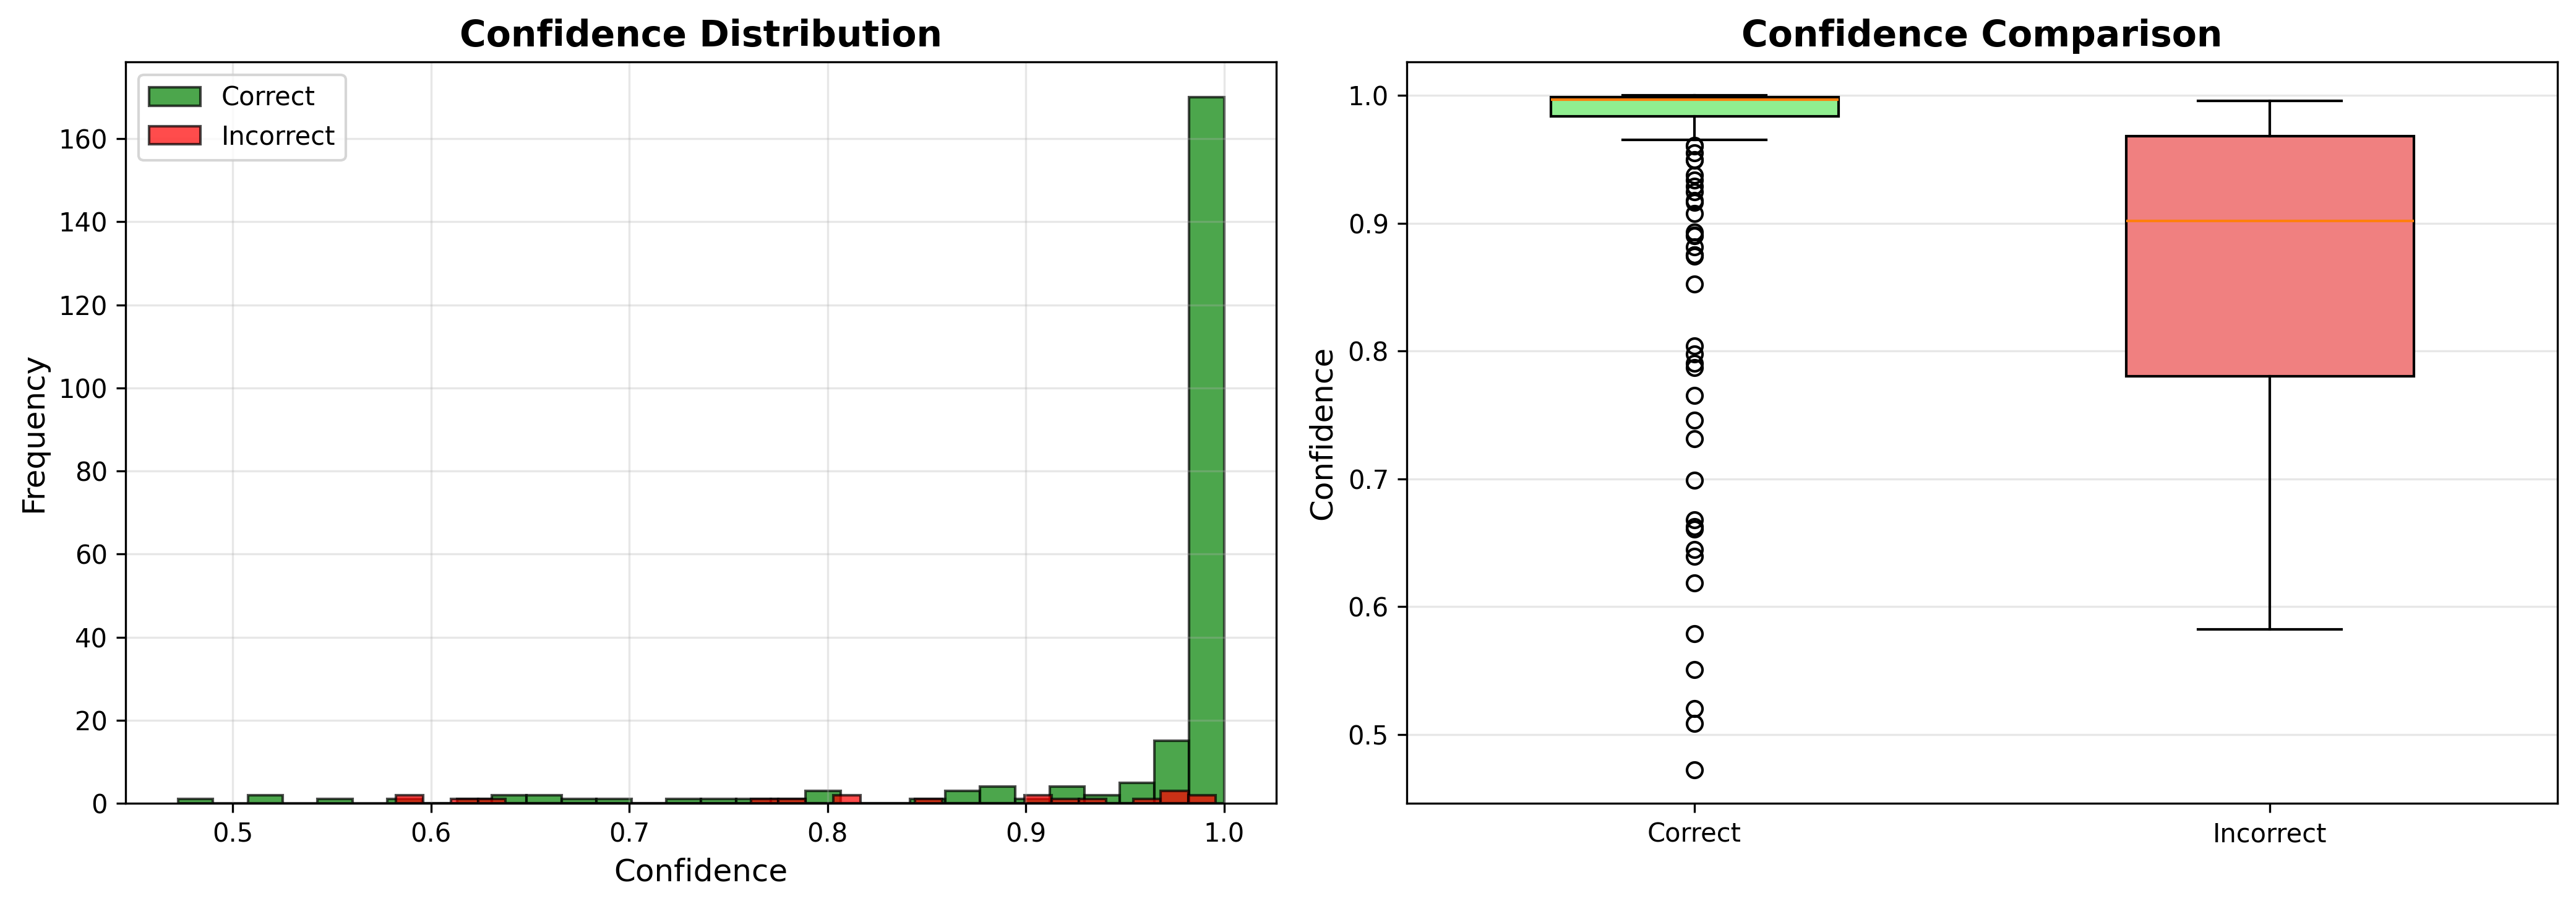 Confidence Distribution
Correct
Incorrect
160
140
120
100
80
60
40
20
0
Frequency
0.5 0.6 0.7 0.8 0.9 1.0
Confidence
Confidence Comparison
1.0
0.9
0.8
0.7
0.6
0.5
Confidence
Correct Incorrect